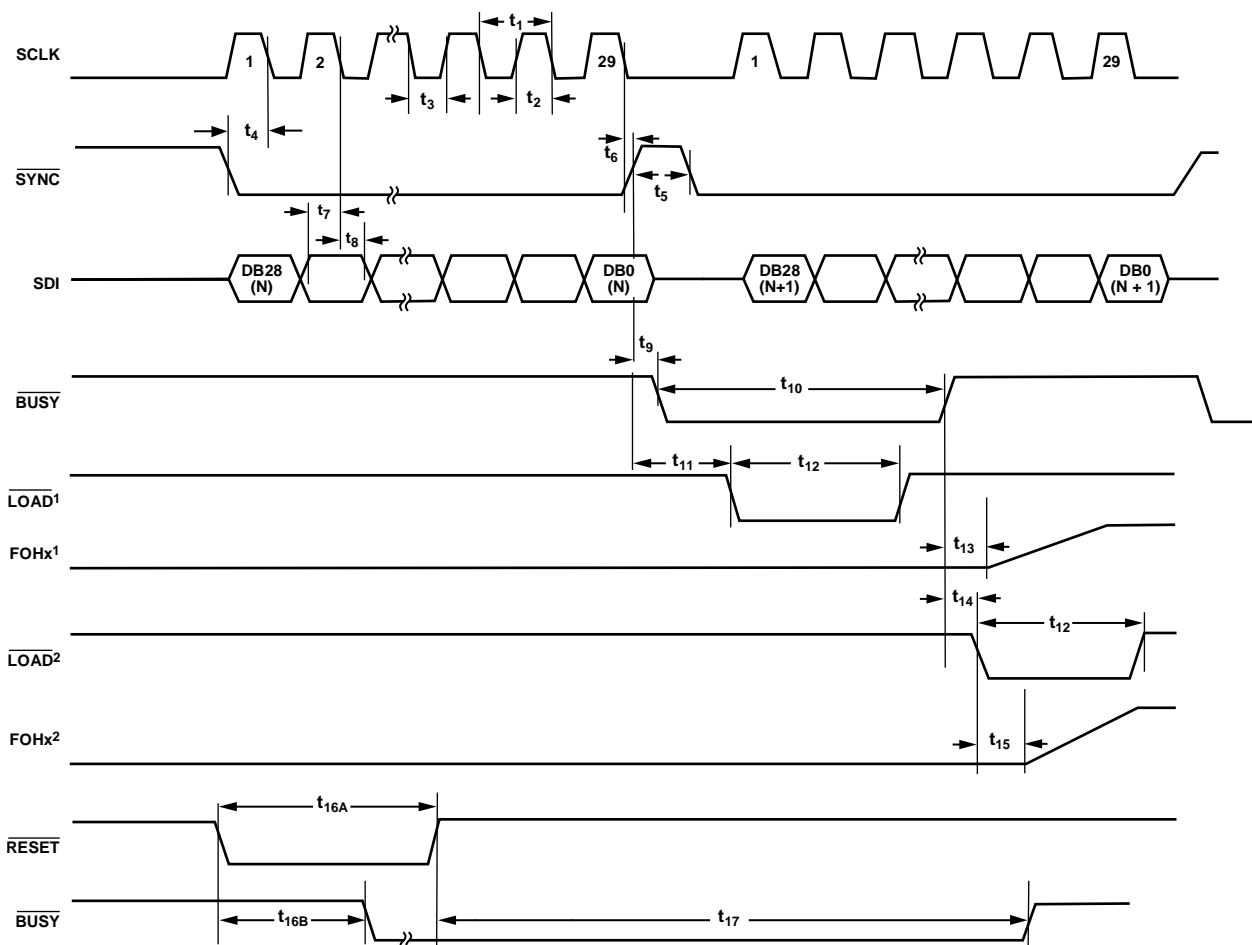 t1
SCLK
1
2
29
1
29
t3
t2
t4
SYNC
t6
t5
t7
t8
SDI
DB28
(N)
DB0
(N)
DB28
(N+1)
DB0
(N + 1)
t9
BUSY
t10
t11
t12
LOAD1
FOHx1
t13
t14
t12
LOAD2
FOHx2
t15
t16A
RESET
BUSY
t16B
t17